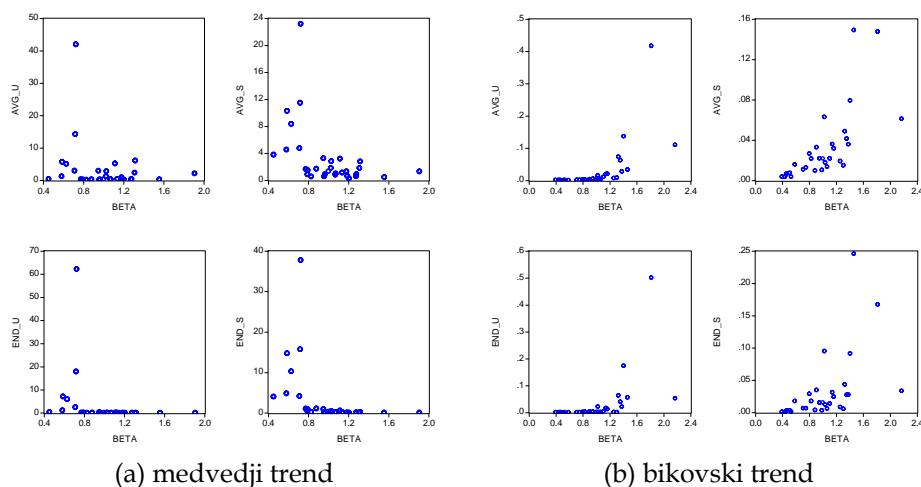 50
40
30
20
10
0
AVG_U
0.4 0.8 1.2 1.6 2.0
BETA
24
20
16
12
8
4
0
AVG_S
0.4 0.8 1.2 1.6 2.0
BETA
.5
.4
.3
.2
.1
.0
AVG_U
0.0 0.4 0.8 1.2 1.6 2.0 2.4
BETA
.16
.12
.08
.04
.00
AVG_S
0.0 0.4 0.8 1.2 1.6 2.0 2.4
BETA
70
60
50
40
30
20
10
0
END_U
0.4 0.8 1.2 1.6 2.0
BETA
40
30
20
10
0
END_S
0.4 0.8 1.2 1.6 2.0
BETA
.6
.5
.4
.3
.2
.1
.0
END_U
0.0 0.4 0.8 1.2 1.6 2.0 2.4
BETA
.25
.20
.15
.10
.05
.00
END_S
0.0 0.4 0.8 1.2 1.6 2.0 2.4
BETA
(a) medvedji trend
(b) bikovski trend